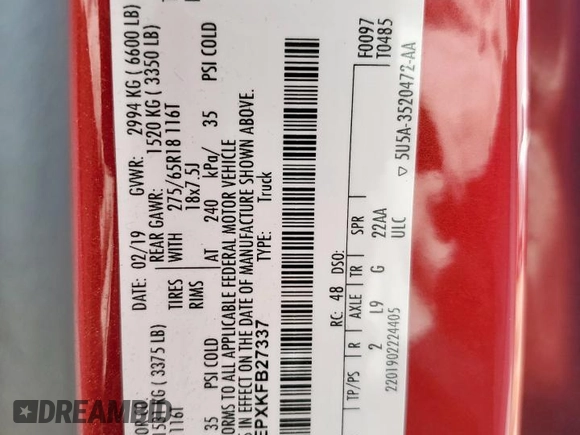 DATE: 02/19 GVWR: 2994 KG ( 6600 LB)
REAR GAWR: 1520 KG ( 3350 LB)
( 3375 LB) WITH
116T TIRES 275/65R18 116T
RIMS 18x7.5J
35 PSI COLD AT 240 kPa/ 35 PSI COLD
TO ALL APPLICABLE FEDERAL MOTOR VEHICLE
IN EFFECT ON THE DATE OF MANUFACTURE SHOWN ABOVE.
EPXKFB27337 TYPE: Truck
RC: 48 DSO: F0097
T0485
TP/PS R AXLE TR SPR
2 L9 G 22AA
ULC
2201902224405 ▽ 5U5A-3520472-AA
DREAMBID